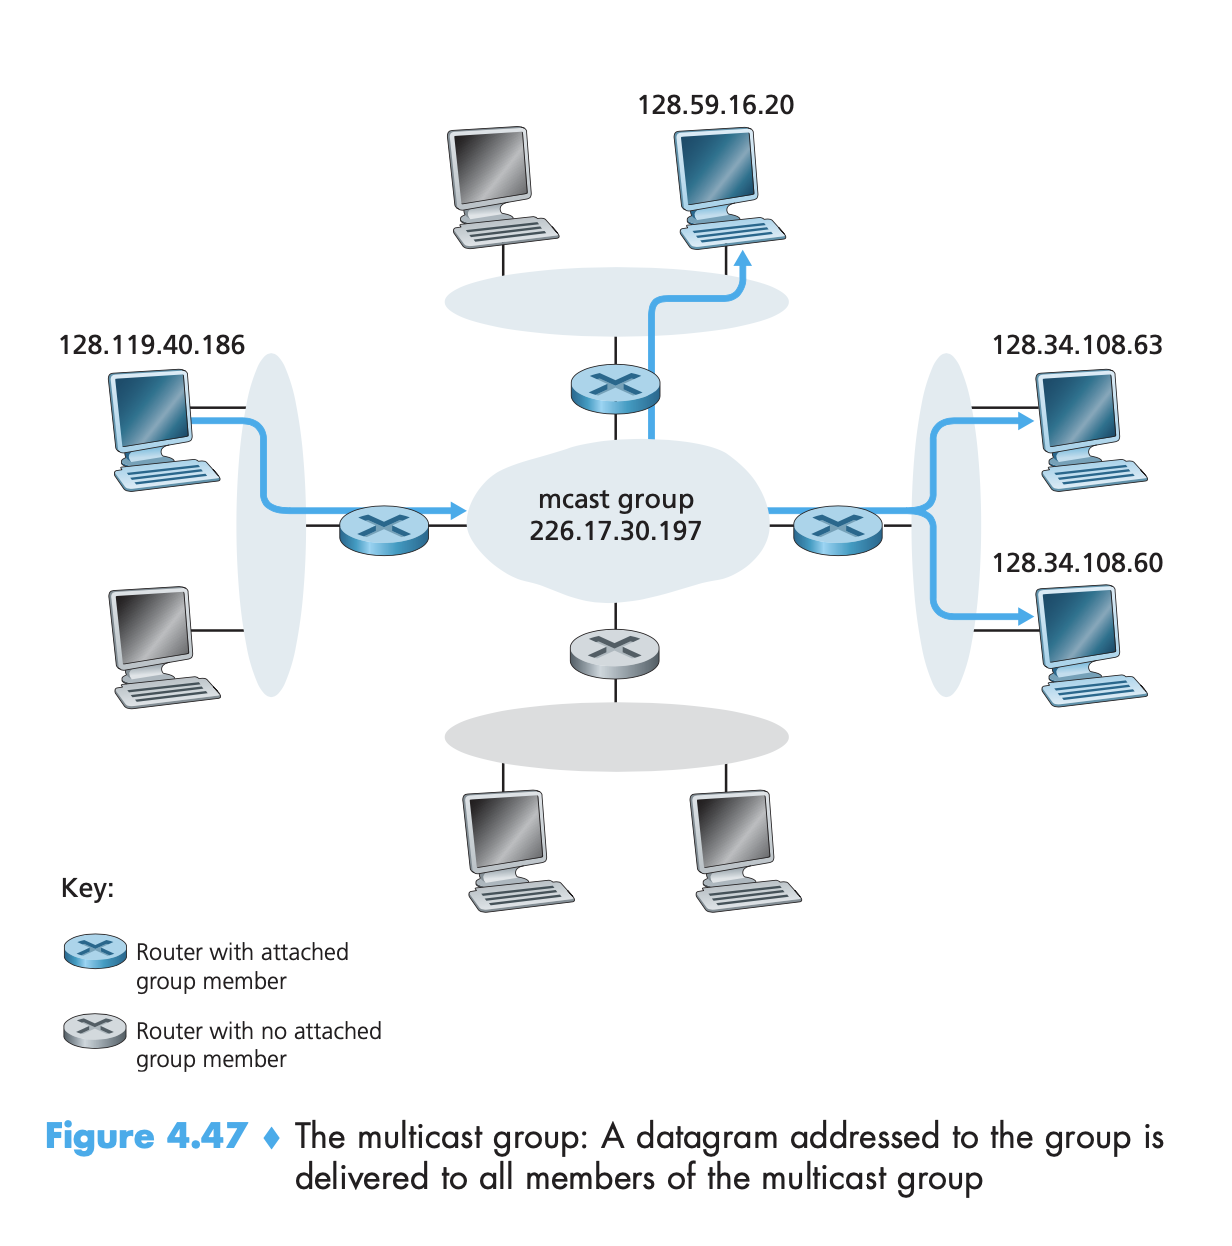 128.59.16.20
128.119.40.186
128.34.108.63
mcast group
226.17.30.197
128.34.108.60
Key:
Router with attached
group member
Router with no attached
group member
Figure 4.47 ♦ The multicast group: A datagram addressed to the group is
delivered to all members of the multicast group